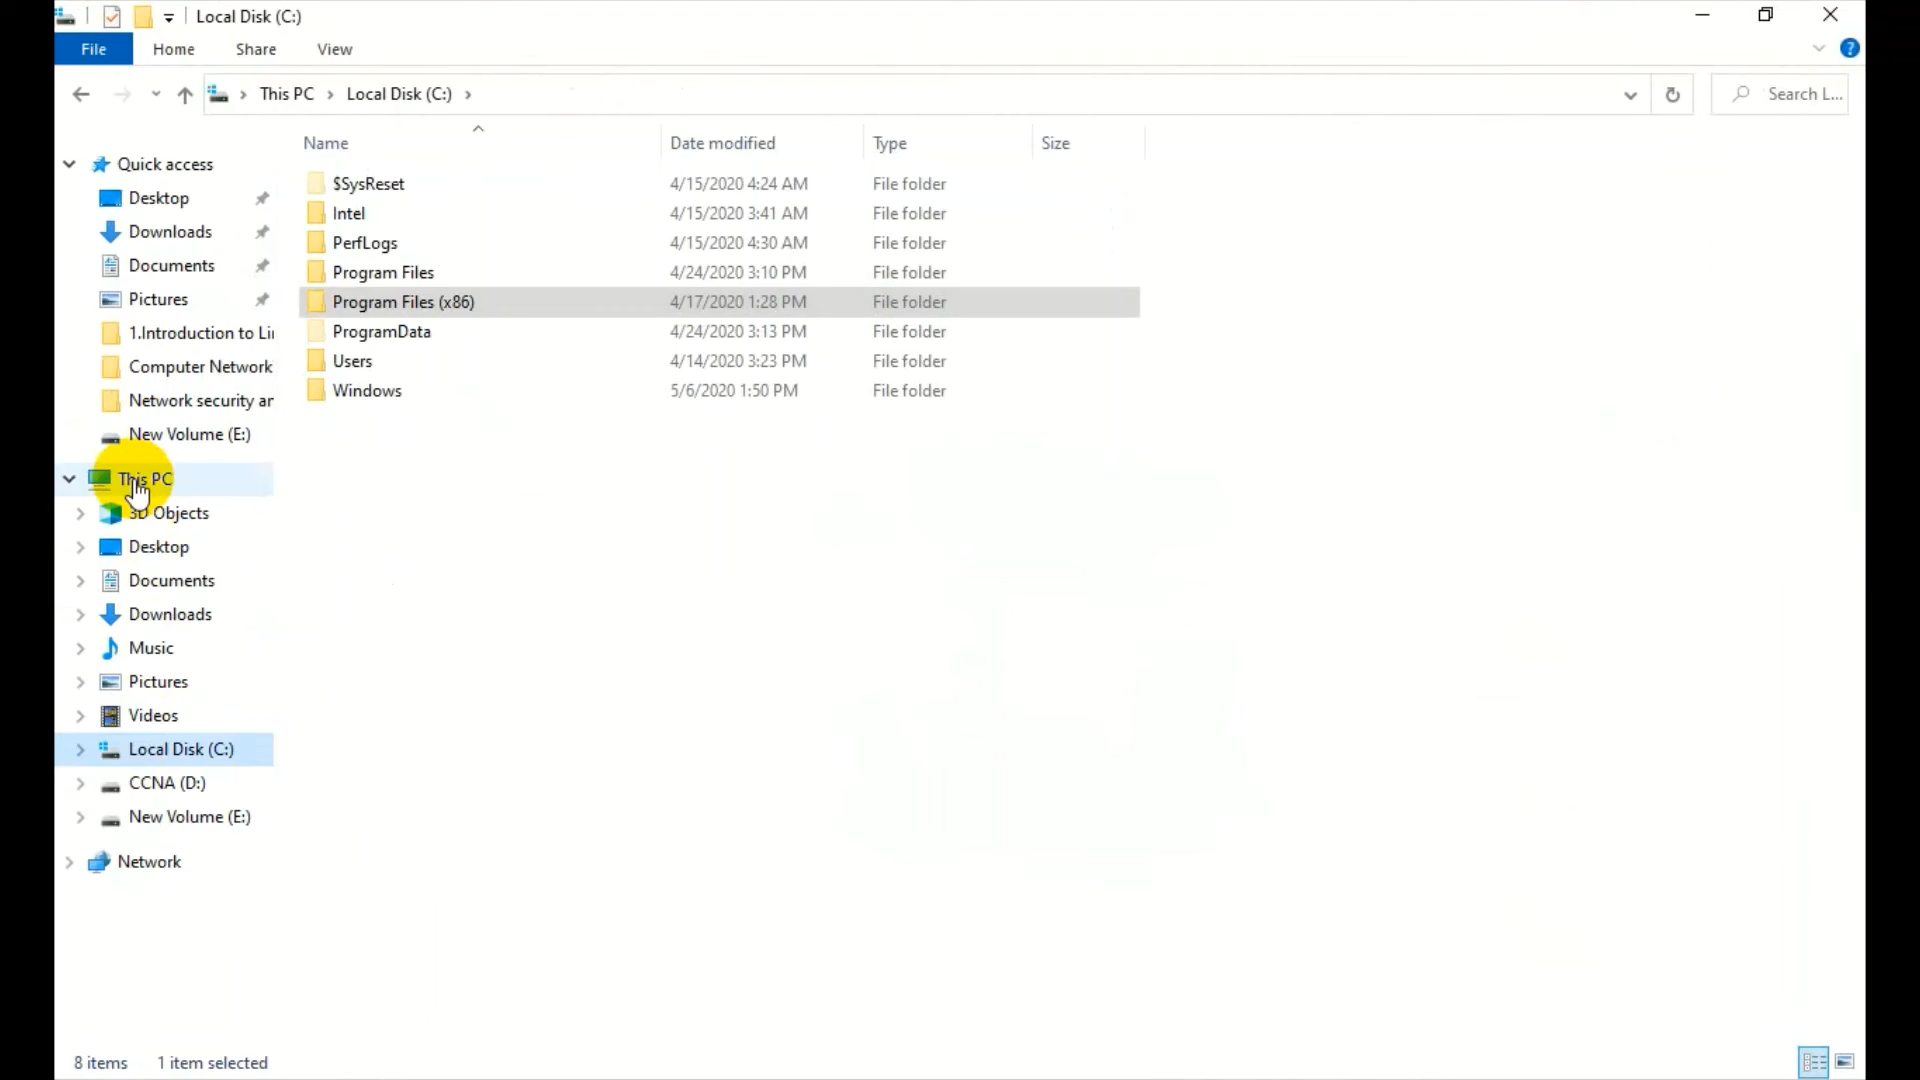 Local Disk (C:)
File Home Share View
This PC Local Disk (C:) Search L...
Name Date modified Type Size
Quick access
Desktop
Downloads
Documents
Pictures
1.Introduction to Lin
Computer Network
Network security an
New Volume (E:)
This PC
3D Objects
Desktop
Documents
Downloads
Music
Pictures
Videos
Local Disk (C:)
CCNA (D:)
New Volume (E:)
Network
$SysReset 4/15/2020 4:24 AM File folder
Intel 4/15/2020 3:41 AM File folder
PerfLogs 4/15/2020 4:30 AM File folder
Program Files 4/24/2020 3:10 PM File folder
Program Files (x86) 4/17/2020 1:28 PM File folder
ProgramData 4/24/2020 3:13 PM File folder
Users 4/14/2020 3:23 PM File folder
Windows 5/6/2020 1:50 PM File folder
8 items 1 item selected